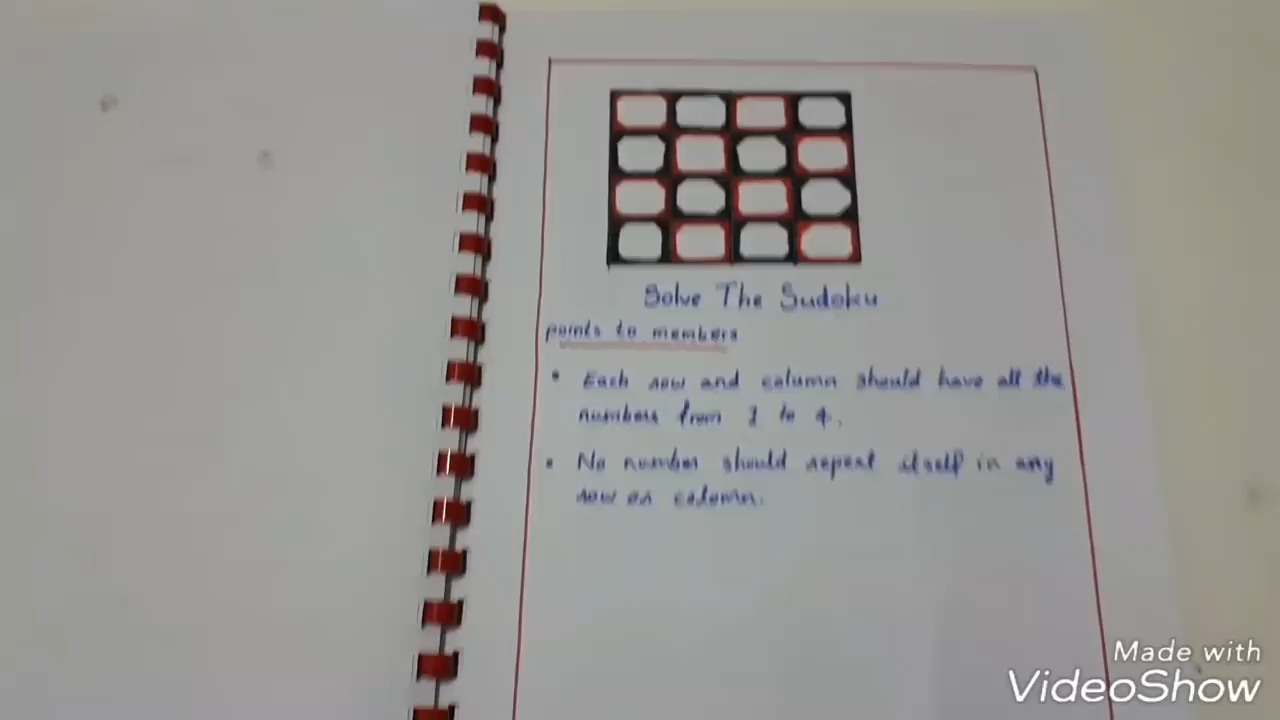 Solve The Sudoku
points to members
• Each row and column should have all the
numbers from 1 to 4.
• No number should repeat itself in any
row or column.
Made with
VideoShow